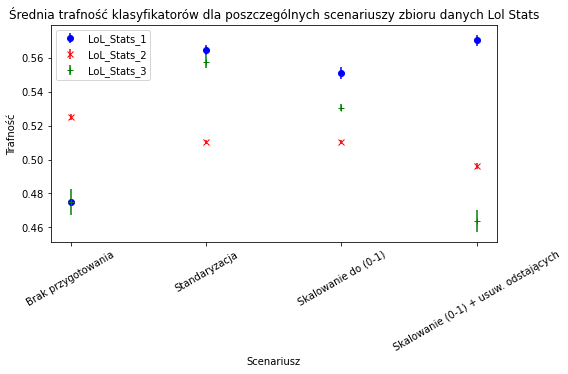 Średnia trafność klasyfikatorów dla poszczególnych scenariuszy zbioru danych Lol Stats
LoL_Stats_1
LoL_Stats_2
LoL_Stats_3
Trafność
0.56
0.54
0.52
0.50
0.48
0.46
Brak przygotowania
Standaryzacja
Skalowanie do (0-1)
Skalowanie (0-1) + usuw. odstających
Scenariusz